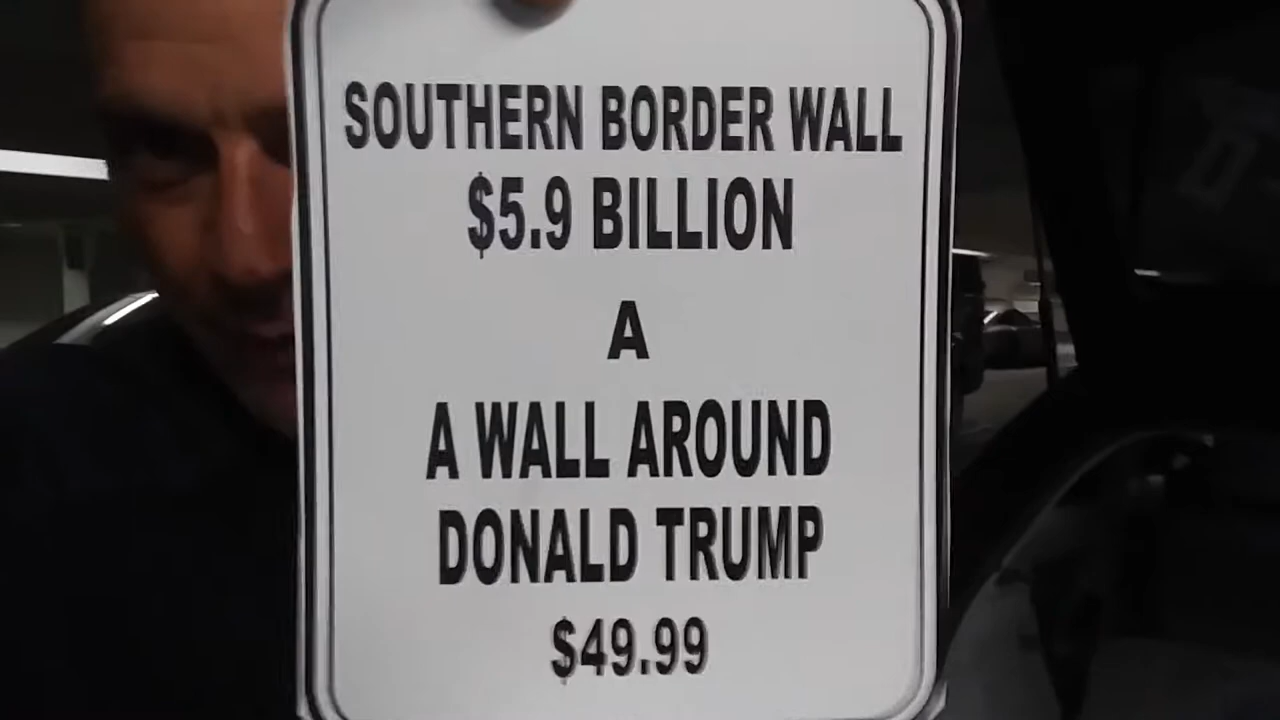 SOUTHERN BORDER WALL
$5.9 BILLION
A
A WALL AROUND
DONALD TRUMP
$49.99